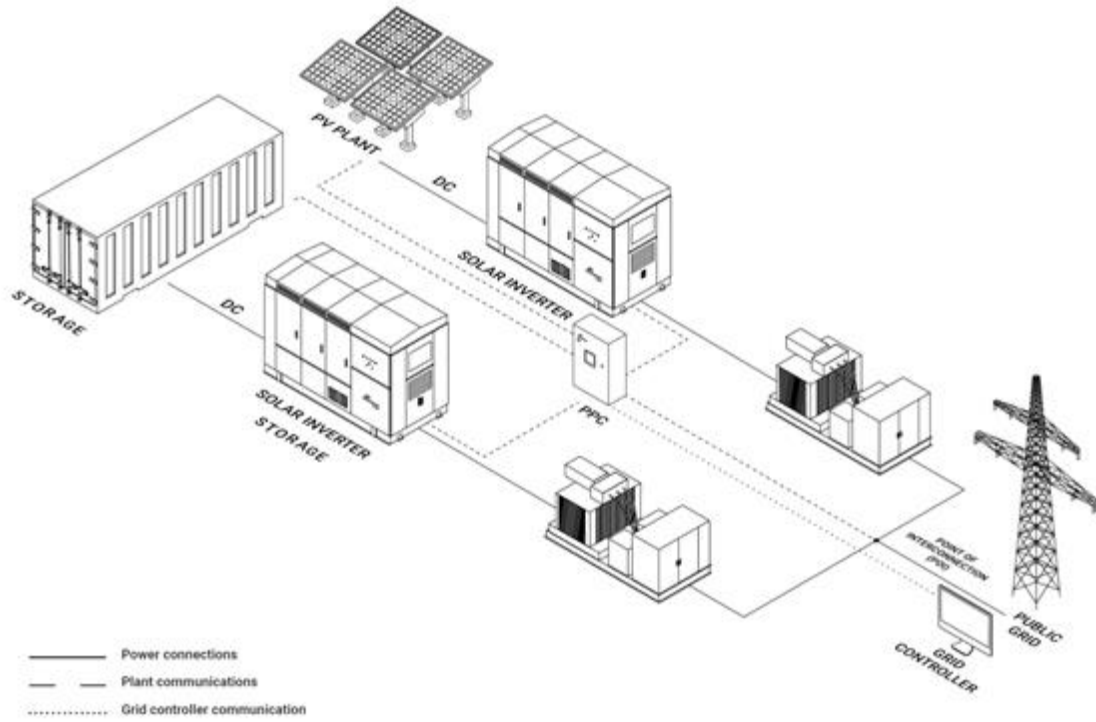 PV PLANT
DC
SOLAR INVERTER
STORAGE
DC
SOLAR INVERTER
STORAGE
PPC
POINT OF
INTERCONNECTION
(POI)
PUBLIC
GRID
GRID
CONTROLLER
Power connections
Plant communications
Grid controller communication